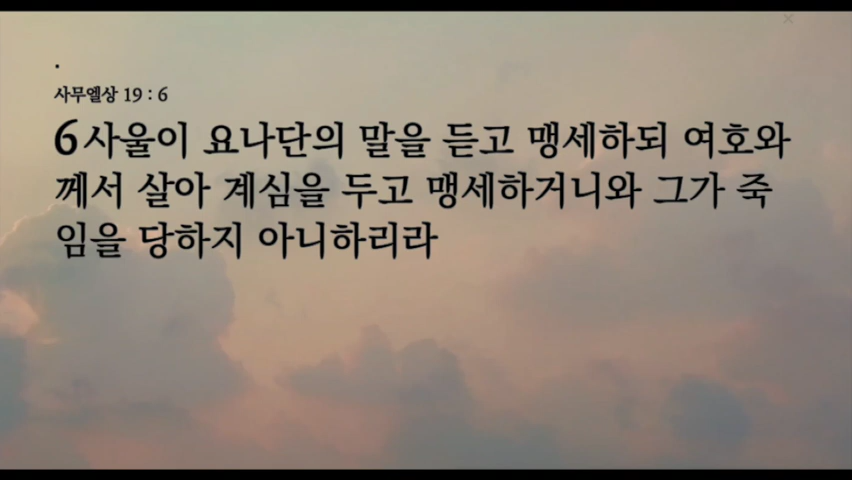 .
사무엘상 19 : 6
6 사울이 요나단의 말을 듣고 맹세하되 여호와
께서 살아 계심을 두고 맹세하거니와 그가 죽
임을 당하지 아니하리라